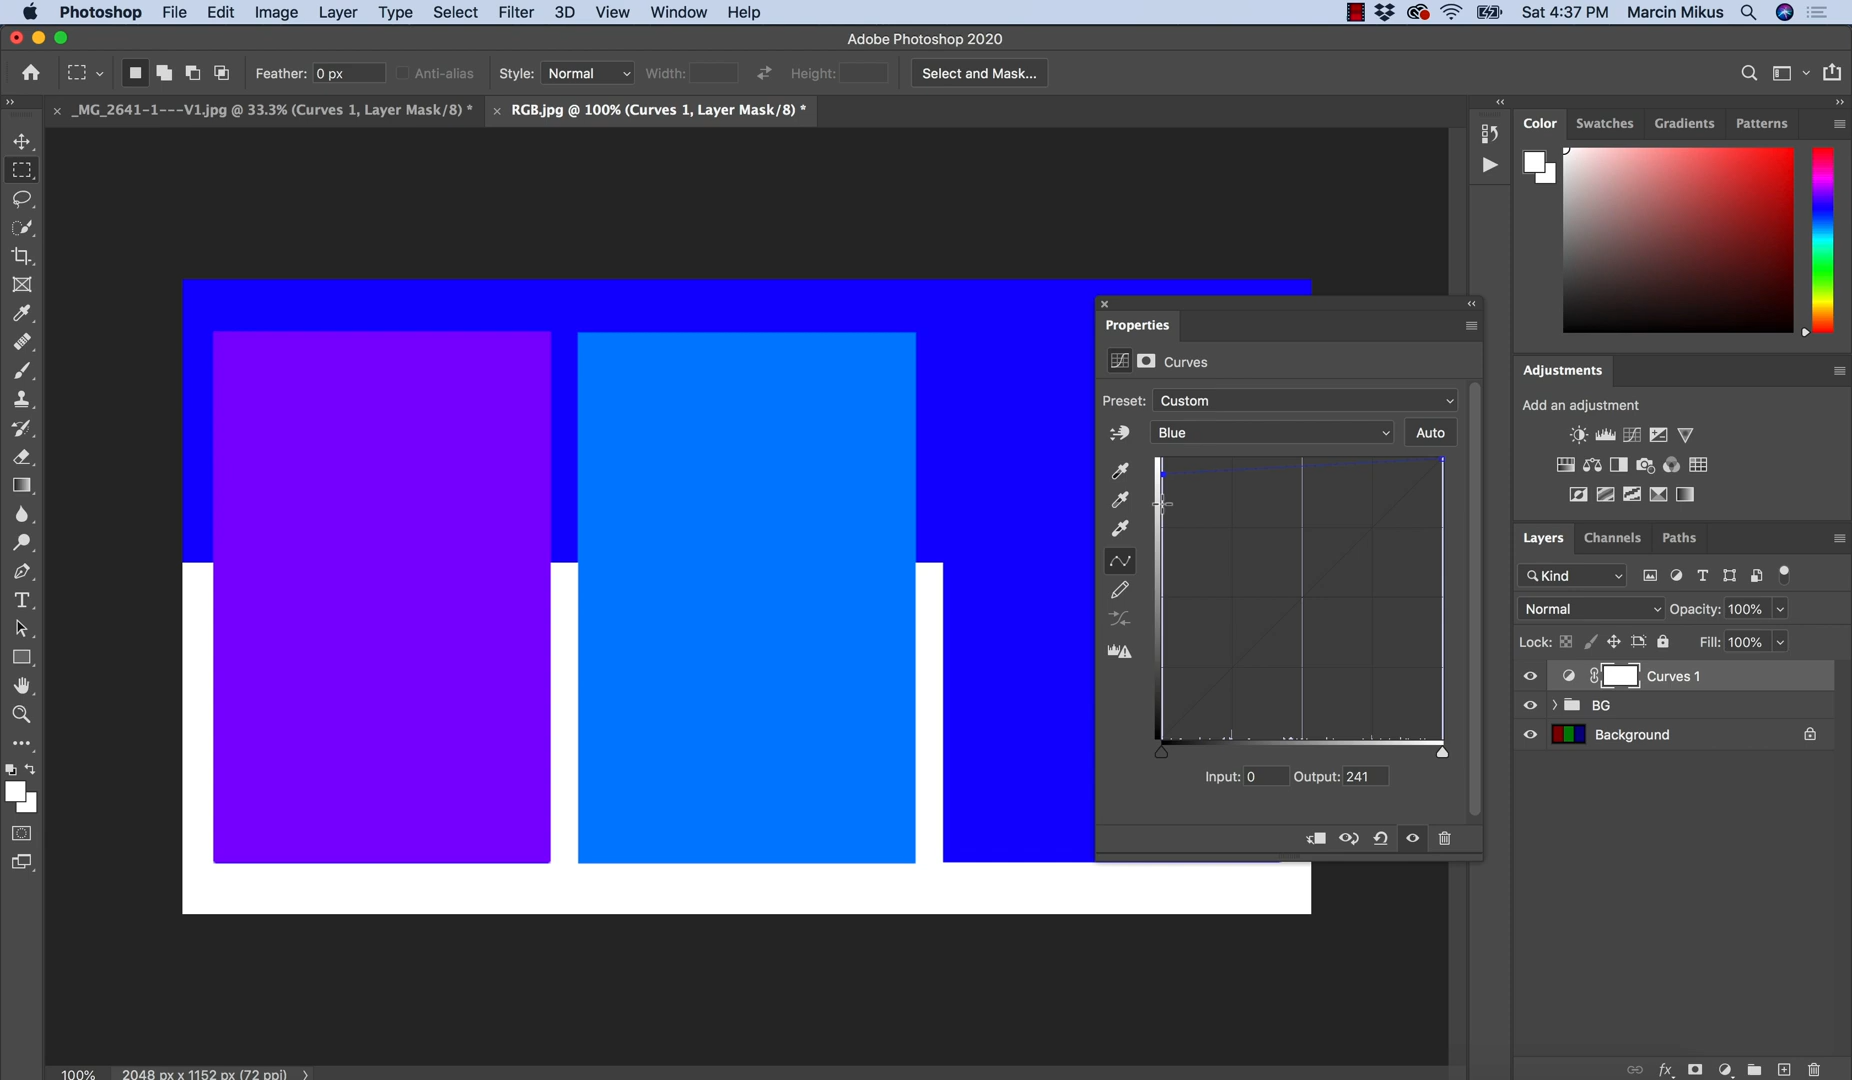 Photoshop File Edit Image Layer Type Select Filter 3D View Window Help Sat 4:37 PM Marcin Mikus
Adobe Photoshop 2020
Feather: 0 px Anti-alias Style: Normal Width: Height: Select and Mask...
_MG_2641-1---V1.jpg @ 33.3% (Curves 1, Layer Mask/8) * RGB.jpg @ 100% (Curves 1, Layer Mask/8) *
Color Swatches Gradients Patterns
Properties
Curves
Preset: Custom
Blue Auto
Input: 0 Output: 241
Adjustments
Add an adjustment
Layers Channels Paths
Kind
Normal Opacity: 100%
Lock: Fill: 100%
Curves 1
BG
Background
fx
100% 2048 px x 1152 px (72 ppi)